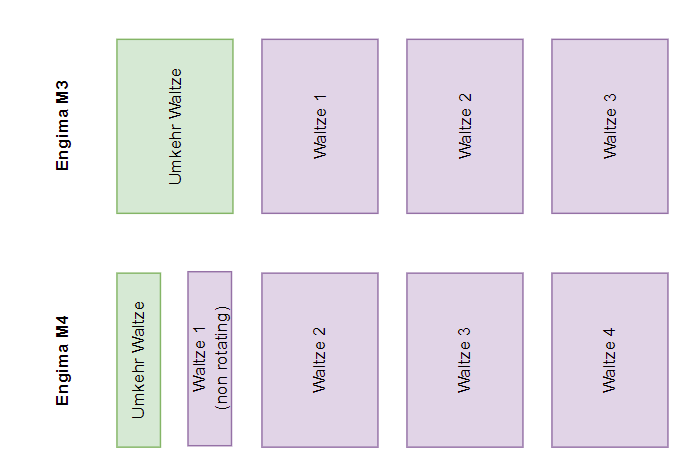 Engima M3
Umkehr Waltze
Waltze 1
Waltze 2
Waltze 3
Engima M4
Umkehr Waltze
Waltze 1
(non rotating)
Waltze 2
Waltze 3
Waltze 4